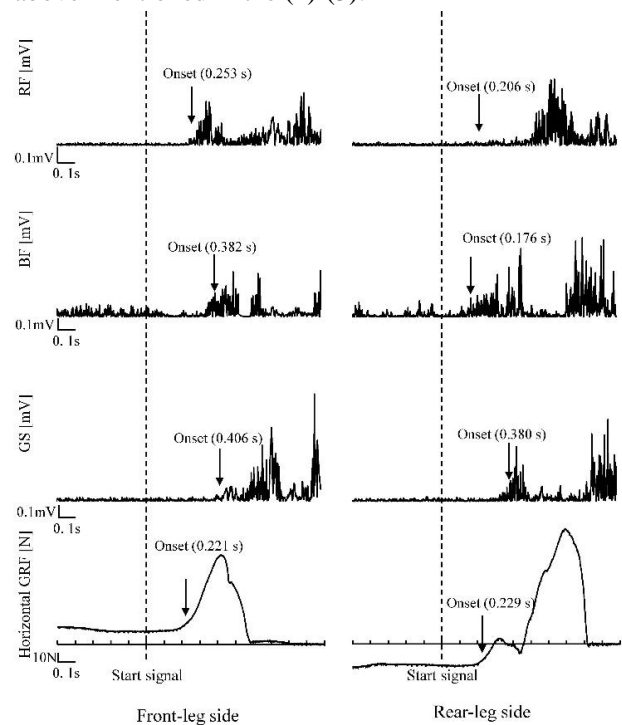 RF [mV]
Onset (0.253 s)
Onset (0.206 s)
0.1mV
0. 1s
BF [mV]
Onset (0.382 s)
Onset (0.176 s)
0.1mV
0. 1s
GS [mV]
Onset (0.406 s)
Onset (0.380 s)
0.1mV
0. 1s
Horizontal GRF [N]
Onset (0.221 s)
Onset (0.229 s)
10N
0. 1s
Start signal
Start signal
Front-leg side
Rear-leg side